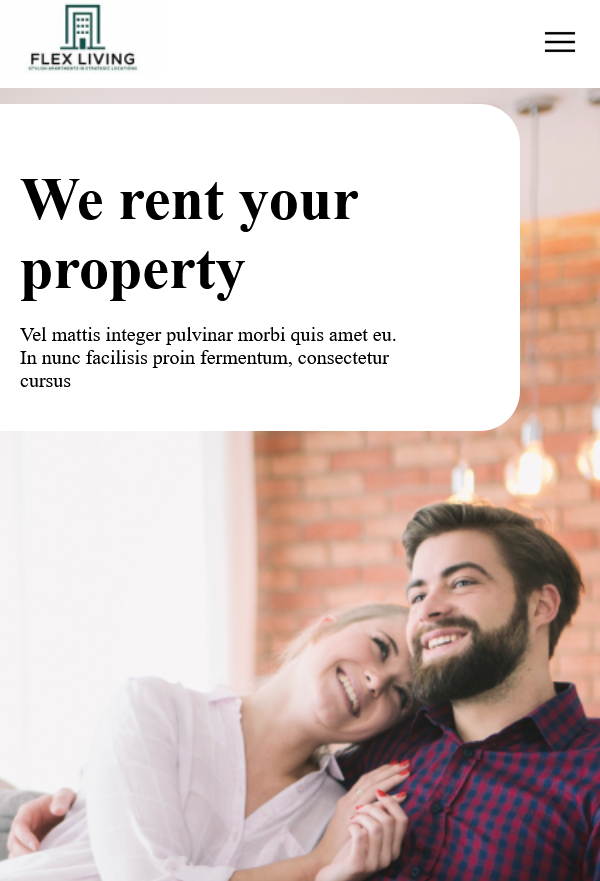 FLEX LIVING
STYLISH APARTMENTS IN STRATEGIC LOCATIONS
We rent your
property
Vel mattis integer pulvinar morbi quis amet eu.
In nunc facilisis proin fermentum, consectetur
cursus